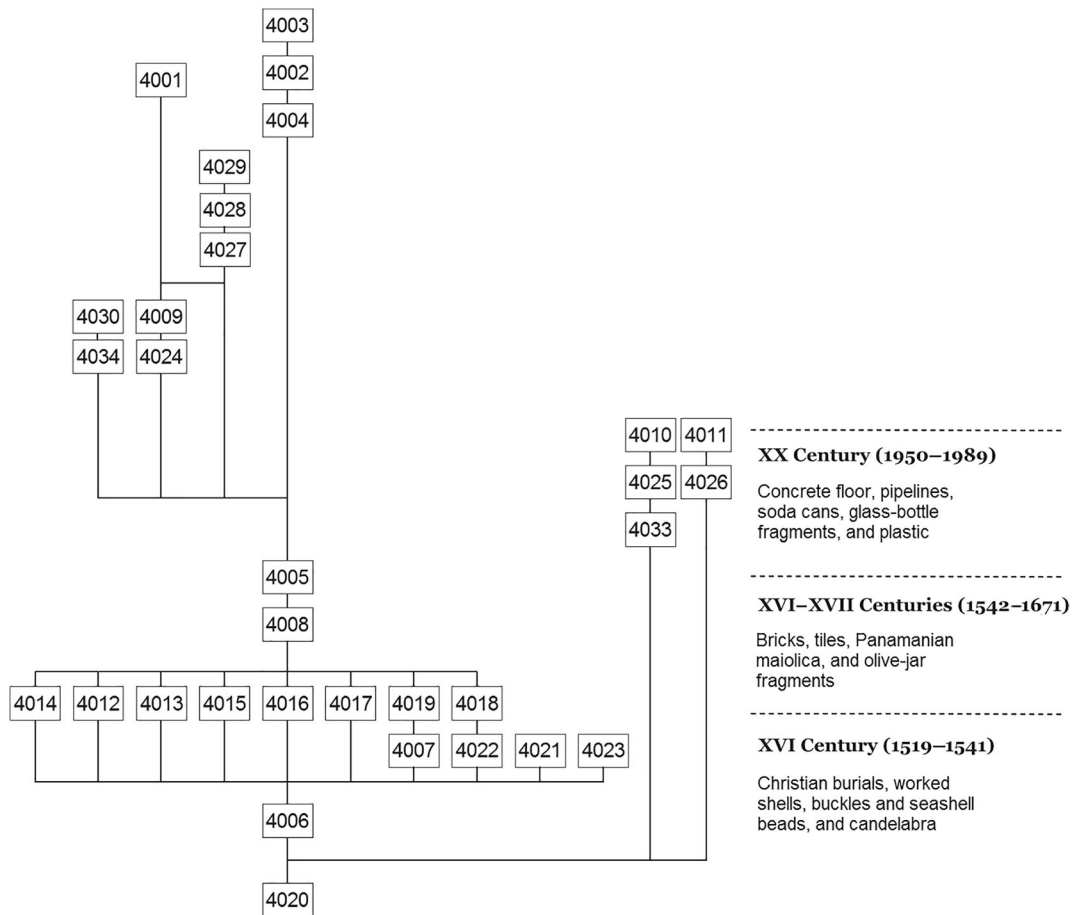 4003
4001
4002
4004
4029
4028
4027
4030
4009
4034
4024
4010
4011
4025
4026
4033
4005
4008
4014
4012
4013
4015
4016
4017
4019
4018
4007
4022
4021
4023
4006
4020
XX Century (1950–1989)
Concrete floor, pipelines,
soda cans, glass-bottle
fragments, and plastic
XVI–XVII Centuries (1542–1671)
Bricks, tiles, Panamanian
maiolica, and olive-jar
fragments
XVI Century (1519–1541)
Christian burials, worked
shells, buckles and seashell
beads, and candelabra